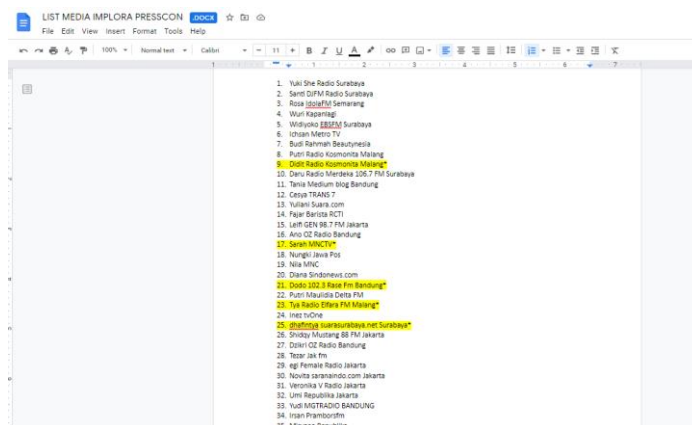 LIST MEDIA IMPLORA PRESSCON .DOCX
File Edit View Insert Format Tools Help
100% Normal text Calibri 11 B I U A
1 1 2 3 4 5 6 7
1. Yuki She Radio Surabaya
2. Santi DJFM Radio Surabaya
3. Rosa IdolaFM Semarang
4. Wuri Kapanlagi
5. Widiyoko EBSFM Surabaya
6. Ichsan Metro TV
7. Budi Rahmah Beautynesia
8. Putri Radio Kosmonita Malang
9. Didit Radio Kosmonita Malang*
10. Daru Radio Merdeka 106.7 FM Surabaya
11. Tania Medium blog Bandung
12. Cesya TRANS 7
13. Yuliani Suara.com
14. Fajar Barista RCTI
15. Leifi GEN 98.7 FM Jakarta
16. Ano OZ Radio Bandung
17. Sarah MNCTV*
18. Nungki Jawa Pos
19. Nila MNC
20. Diana Sindonews.com
21. Dodo 102.3 Rase Fm Bandung*
22. Putri Maulidia Delta FM
23. Tya Radio Elfara FM Malang*
24. Inez tvOne
25. dhafintya suarasurabaya.net Surabaya*
26. Shidqy Mustang 88 FM Jakarta
27. Dzikri OZ Radio Bandung
28. Tezar Jak fm
29. egi Female Radio Jakarta
30. Novita saranaindo.com Jakarta
31. Veronika V Radio Jakarta
32. Umi Republika Jakarta
33. Yudi MGTRADIO BANDUNG
34. Irsan Pramborsfm